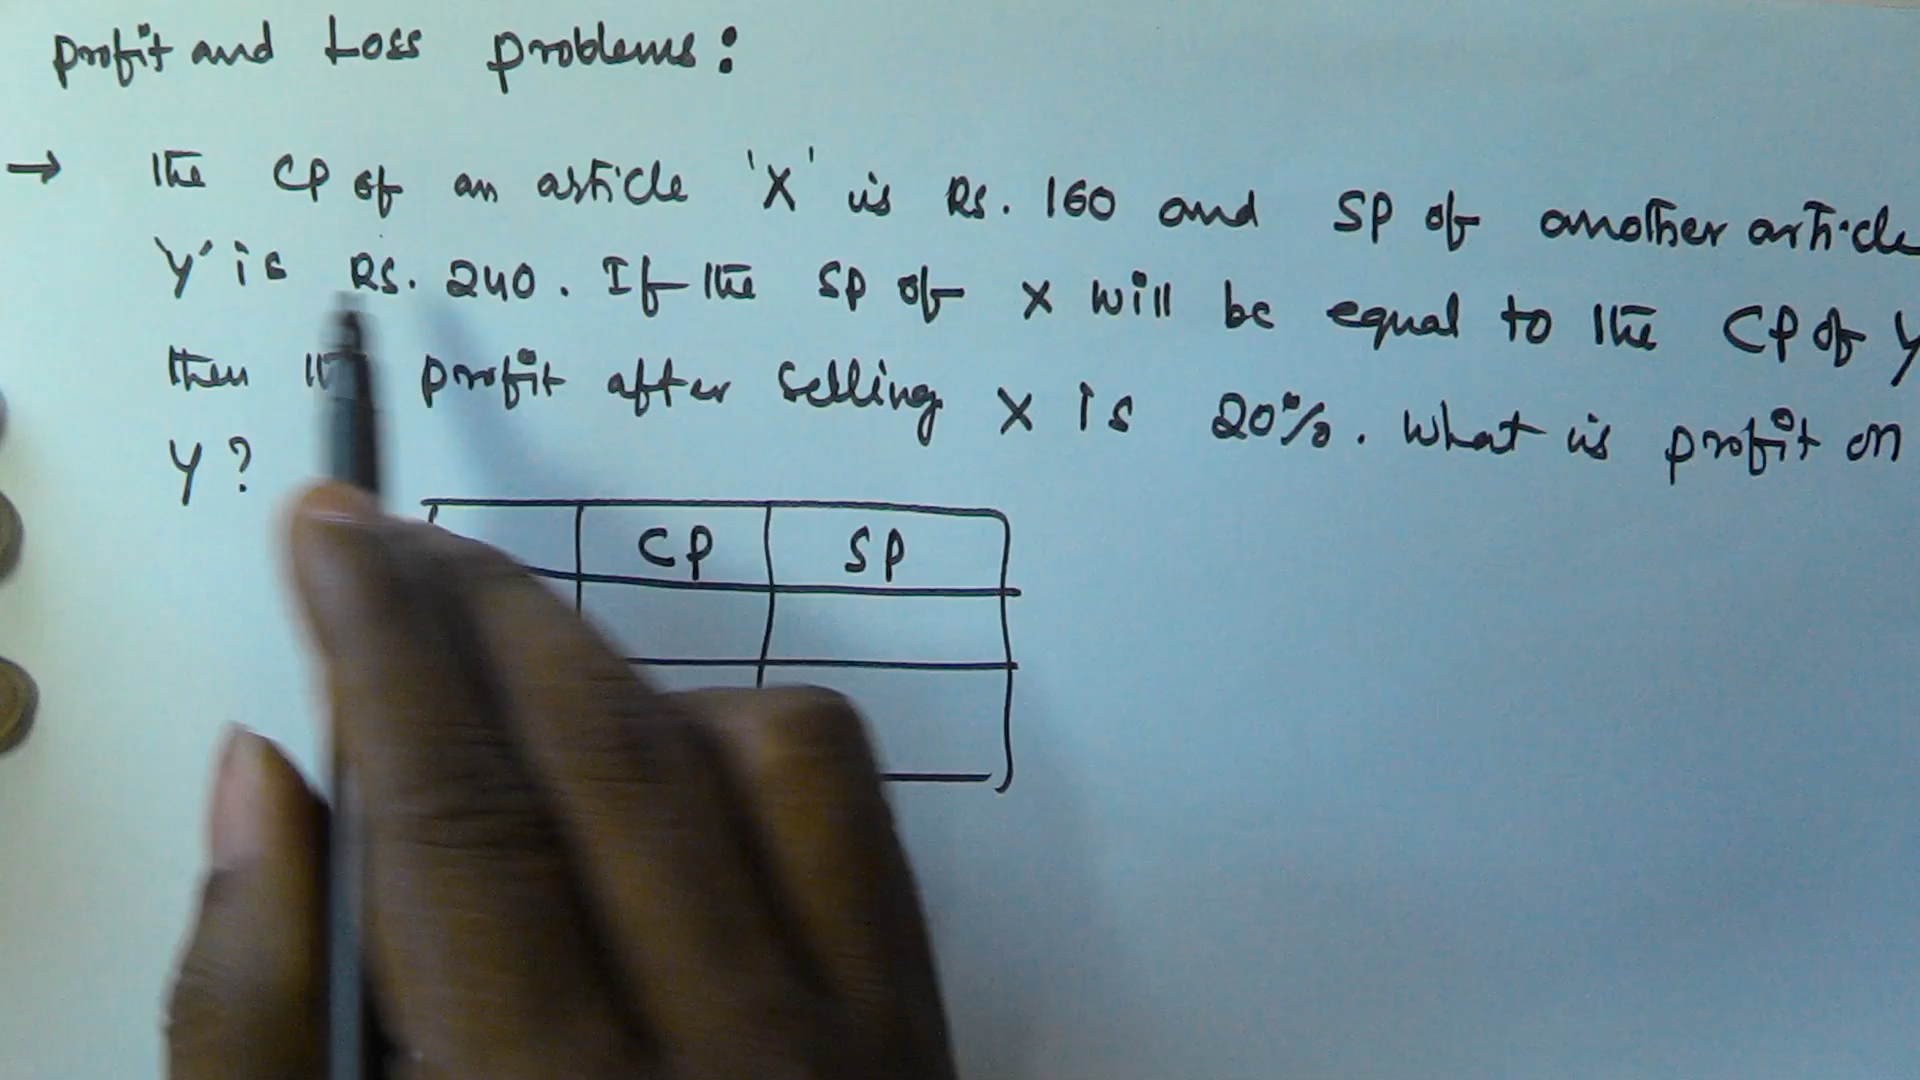 Profit and Loss problems:
→ The CP of an article 'X' is Rs. 160 and SP of another article
Y' is Rs. 240. If the SP of X will be equal to the CP of Y
then the profit after selling X is 20%. What is profit on
Y?
CP SP